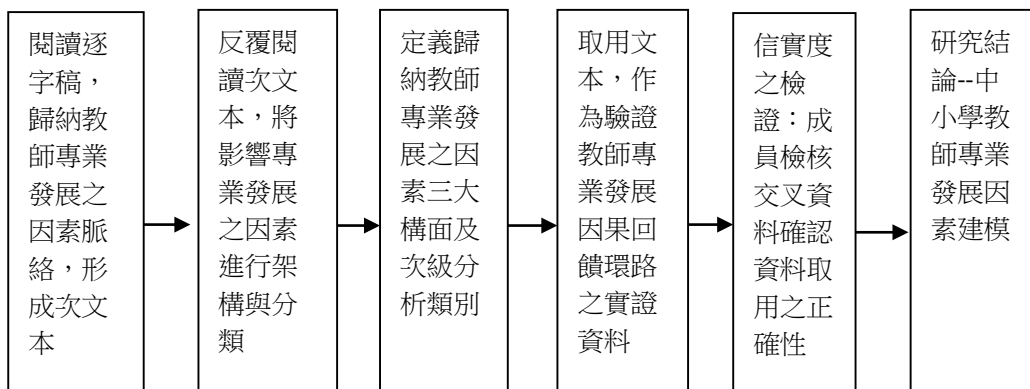 閱讀逐
字稿，
歸納教
師專業
發展之
因素脈
絡，形
成次文
本
反覆閱
讀次文
本，將
影響專
業發展
之因素
進行架
構與分
類
定義歸
納教師
專業發
展之因
素三大
構面及
次級分
析類別
取用文
本，作
為驗證
教師專
業發展
因果回
饋環路
之實證
資料
信實度
之檢
證：成
員檢核
交叉資
料確認
資料取
用之正
確性
研究結
論--中
小學教
師專業
發展因
素建模